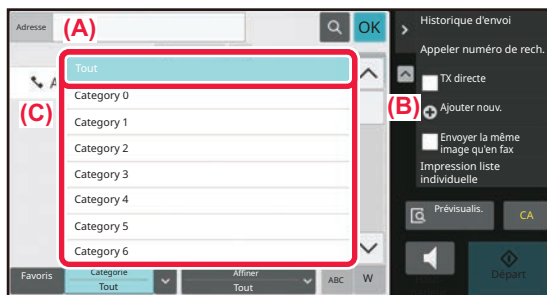 Adresse
(A)
OK
Historique d'envoi
Appeler numéro de rech.
Tout
TX directe
Category 0
(C)
(B)
Ajouter nouv.
Category 1
Category 2
Envoyer la même
image qu'en fax
Category 3
Impression liste
individuelle
Category 4
Category 5
Prévisualis.
CA
Category 6
Favoris
Catégorie
Tout
Affiner
Tout
ABC
W
Départ